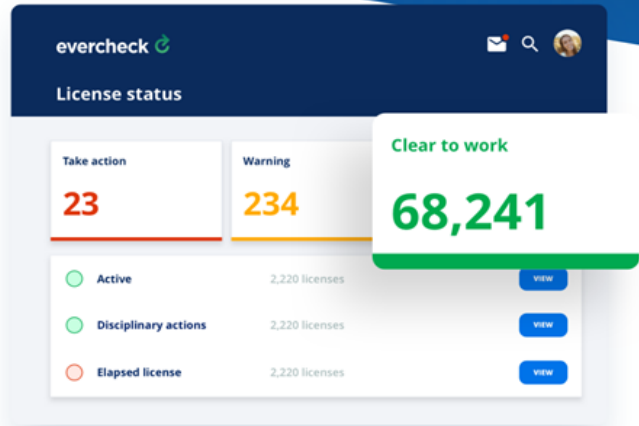 evercheck
License status
Take action
23
Warning
234
Clear to work
68,241
Active 2,220 licenses VIEW
Disciplinary actions 2,220 licenses VIEW
Elapsed license 2,220 licenses VIEW